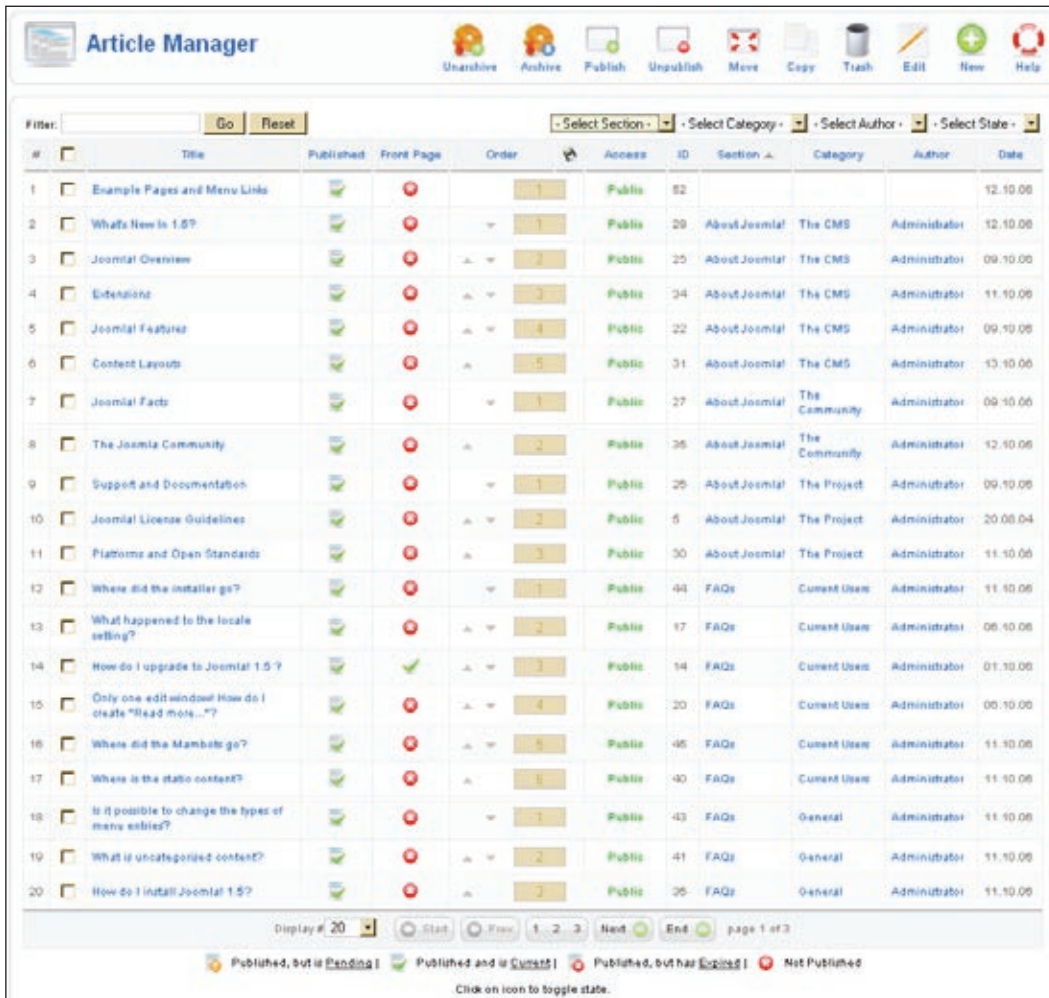 Article Manager
Unarchive Archive Publish Unpublish Move Copy Trash Edit New Help
Filter: Go Reset - Select Section - - Select Category - - Select Author - - Select State -
# Title Published Front Page Order Access ID Section Category Author Date
1 Example Pages and Menu Links 1 Public 52 12.10.06
2 What's New In 1.5? 1 Public 29 About Joomla! The CMS Administrator 12.10.06
3 Joomla! Overview 2 Public 25 About Joomla! The CMS Administrator 09.10.06
4 Extensions 3 Public 34 About Joomla! The CMS Administrator 11.10.06
5 Joomla! Features 4 Public 22 About Joomla! The CMS Administrator 09.10.06
6 Content Layouts 5 Public 31 About Joomla! The CMS Administrator 13.10.06
7 Joomla! Facts 1 Public 27 About Joomla! The Community Administrator 09.10.06
8 The Joomla Community 2 Public About Joomla! The Community Administrator 12.10.06
9 Support and Documentation 1 Public 26 About Joomla! The Project Administrator 09.10.06
10 Joomla! License Guidelines 2 Public 5 About Joomla! The Project Administrator 20.08.04
11 Platforms and Open Standards 3 Public 30 About Joomla! The Project Administrator 11.10.06
12 Where did the installer go? 1 Public 44 FAQs Current Users Administrator 11.10.06
13 What happened to the locale setting? 2 Public 17 FAQs Current Users Administrator 06.10.06
14 How do I upgrade to Joomla! 1.5 ? 3 Public 14 FAQs Current Users Administrator 01.10.06
15 Only one edit window! How do I create "Read more..."? 4 Public 20 FAQs Current Users Administrator 06.10.06
16 Where did the Mambots go? 5 Public FAQs Current Users Administrator 11.10.06
17 Where is the static content? 6 Public 40 FAQs Current Users Administrator 11.10.06
18 Is it possible to change the types of menu entries? 1 Public 43 FAQs General Administrator 11.10.06
19 What is uncategorized content? 2 Public 41 FAQs General Administrator 11.10.06
20 How do I install Joomla! 1.5? 3 Public FAQs General Administrator 11.10.06
Display # 20 Start Prev 1 2 3 Next End page 1 of 3
Published, but is Pending | Published and is Current | Published, but has Expired | Not Published
Click on icon to toggle state.